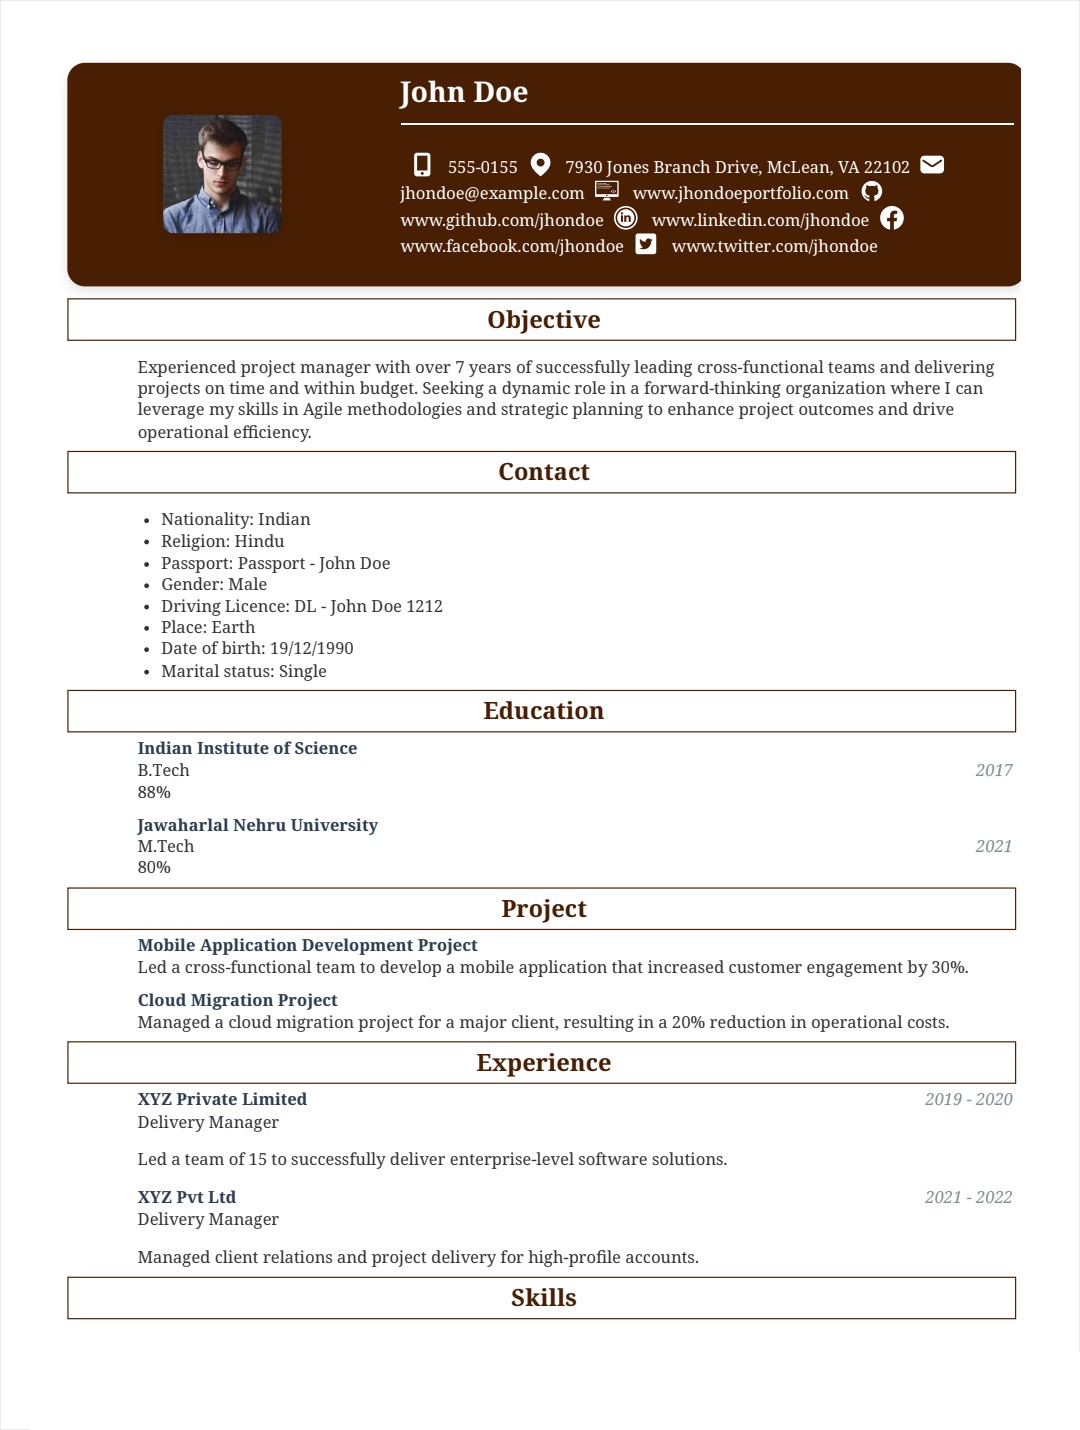 John Doe
555-0155 7930 Jones Branch Drive, McLean, VA 22102
jhondoe@example.com www.jhondoeportfolio.com
www.github.com/jhondoe www.linkedin.com/jhondoe
www.facebook.com/jhondoe www.twitter.com/jhondoe
Objective
Experienced project manager with over 7 years of successfully leading cross-functional teams and delivering
projects on time and within budget. Seeking a dynamic role in a forward-thinking organization where I can
leverage my skills in Agile methodologies and strategic planning to enhance project outcomes and drive
operational efficiency.
Contact
• Nationality: Indian
• Religion: Hindu
• Passport: Passport - John Doe
• Gender: Male
• Driving Licence: DL - John Doe 1212
• Place: Earth
• Date of birth: 19/12/1990
• Marital status: Single
Education
Indian Institute of Science
B.Tech 2017
88%
Jawaharlal Nehru University
M.Tech 2021
80%
Project
Mobile Application Development Project
Led a cross-functional team to develop a mobile application that increased customer engagement by 30%.
Cloud Migration Project
Managed a cloud migration project for a major client, resulting in a 20% reduction in operational costs.
Experience
XYZ Private Limited 2019 - 2020
Delivery Manager
Led a team of 15 to successfully deliver enterprise-level software solutions.
XYZ Pvt Ltd 2021 - 2022
Delivery Manager
Managed client relations and project delivery for high-profile accounts.
Skills